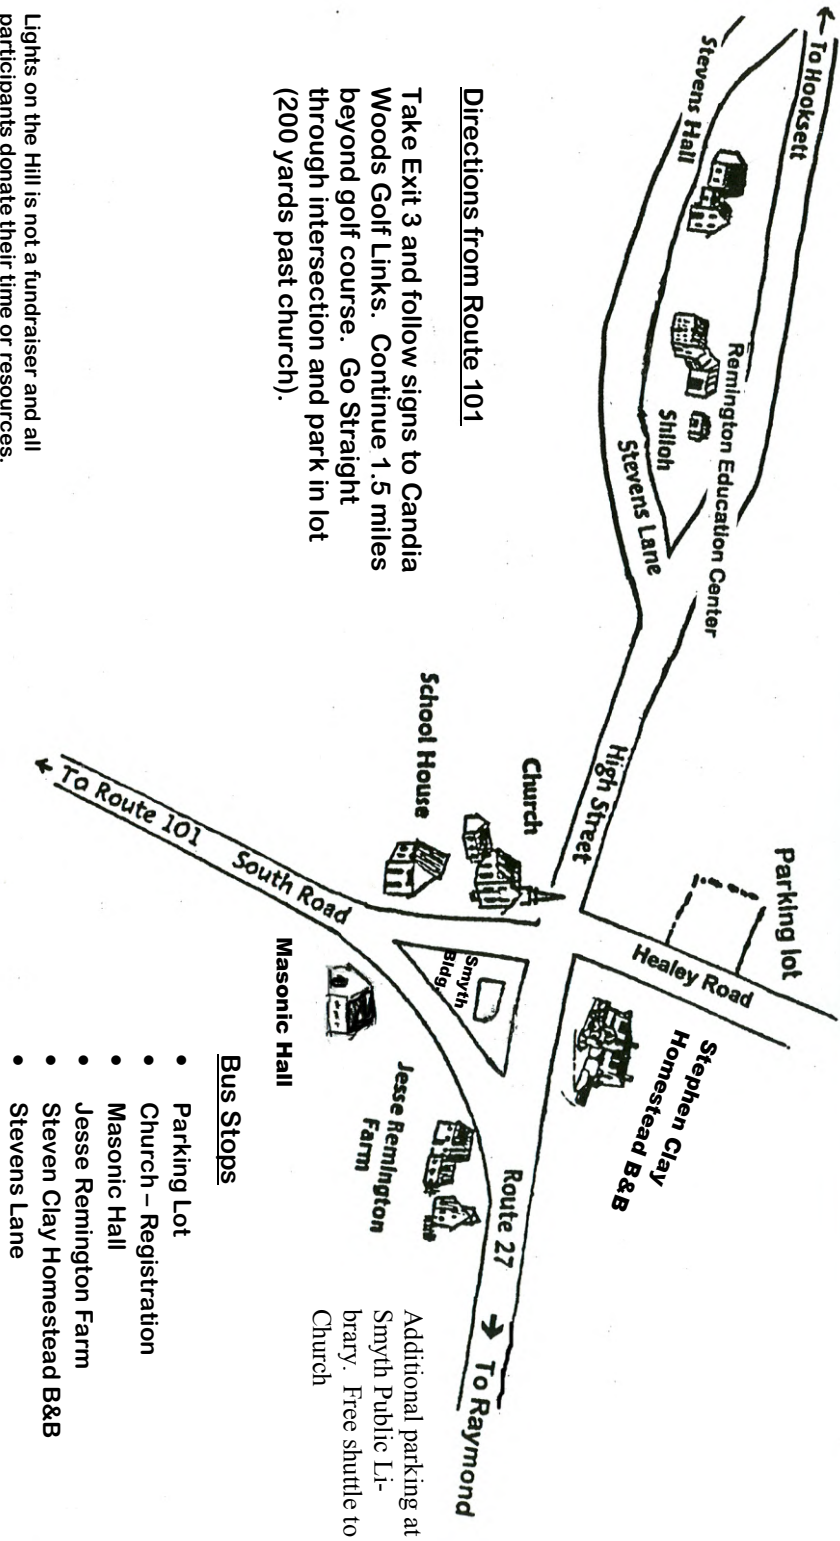 To Hooksett
Stevens Hall
Remington Education Center
Shiloh
Stevens Lane
High Street
Parking lot
Healey Road
Church
School House
Smyth
Bldg.
Stephen Clay
Homestead B&B
To Route 101
South Road
Masonic Hall
Jesse Remington
Farm
Route 27
To Raymond
Directions from Route 101
Take Exit 3 and follow signs to Candia
Woods Golf Links. Continue 1.5 miles
beyond golf course. Go Straight
through intersection and park in lot
(200 yards past church).
Additional parking at
Smyth Public Li-
brary. Free shuttle to
Church
Bus Stops
• Parking Lot
• Church – Registration
• Masonic Hall
• Jesse Remington Farm
• Steven Clay Homestead B&B
• Stevens Lane
Lights on the Hill is not a fundraiser and all
participants donate their time or resources.